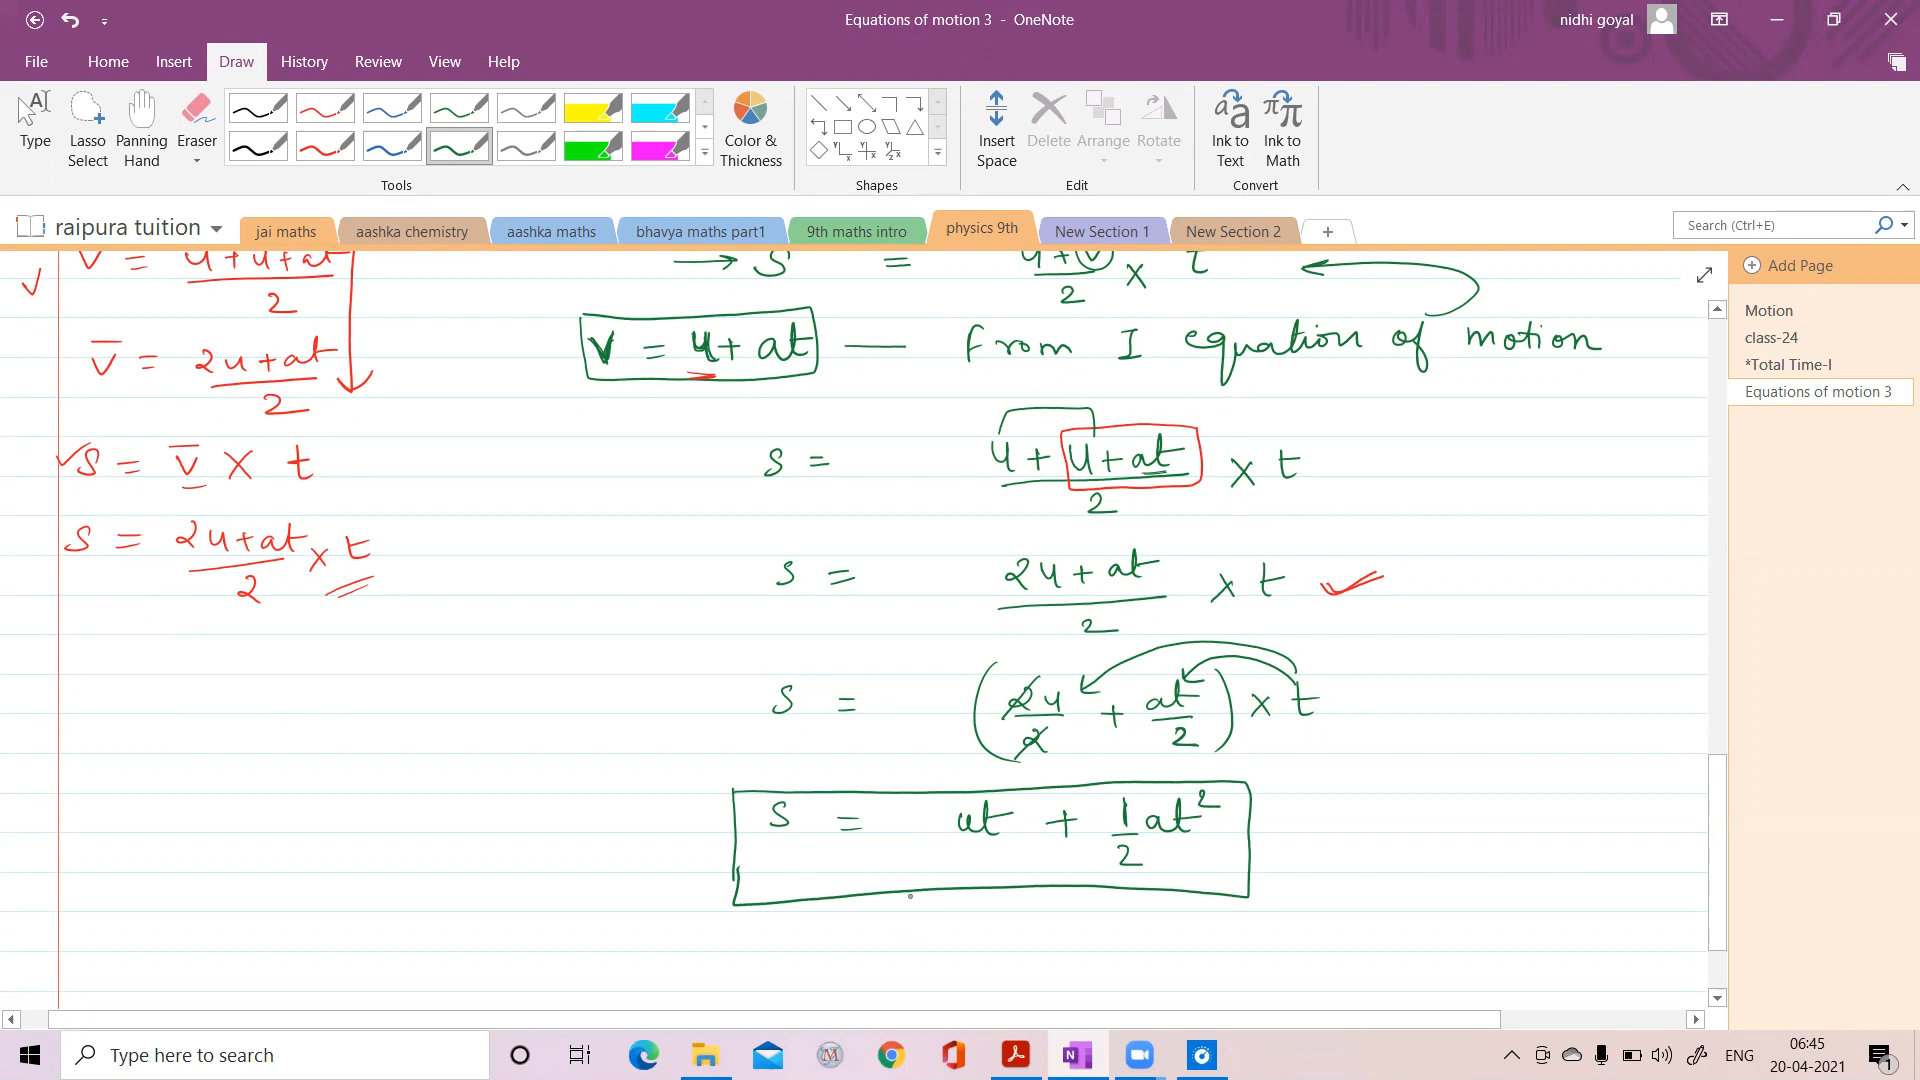 Equations of motion 3 - OneNote
nidhi goyal
File Home Insert Draw History Review View Help
Type
Lasso Select
Panning Hand
Eraser
Color & Thickness
Insert Space
Delete
Arrange
Rotate
Ink to Text
Ink to Math
Tools
Shapes
Edit
Convert
raipura tuition
jai maths
aashka chemistry
aashka maths
bhavya maths part1
9th maths intro
physics 9th
New Section 1
New Section 2
Search (Ctrl+E)
Add Page
Motion
class-24
*Total Time-I
Equations of motion 3
V = u+u+at / 2
V̅ = 2u+at / 2
S = V̅ × t
S = 2u+at / 2 × t
→ S = u+v / 2 × t
v = u+at — From I equation of motion
S = u+u+at / 2 × t
S = 2u+at / 2 × t
S = (2u/2 + at/2) × t
S = ut + 1/2 at²
Type here to search
ENG
06:45
20-04-2021
1